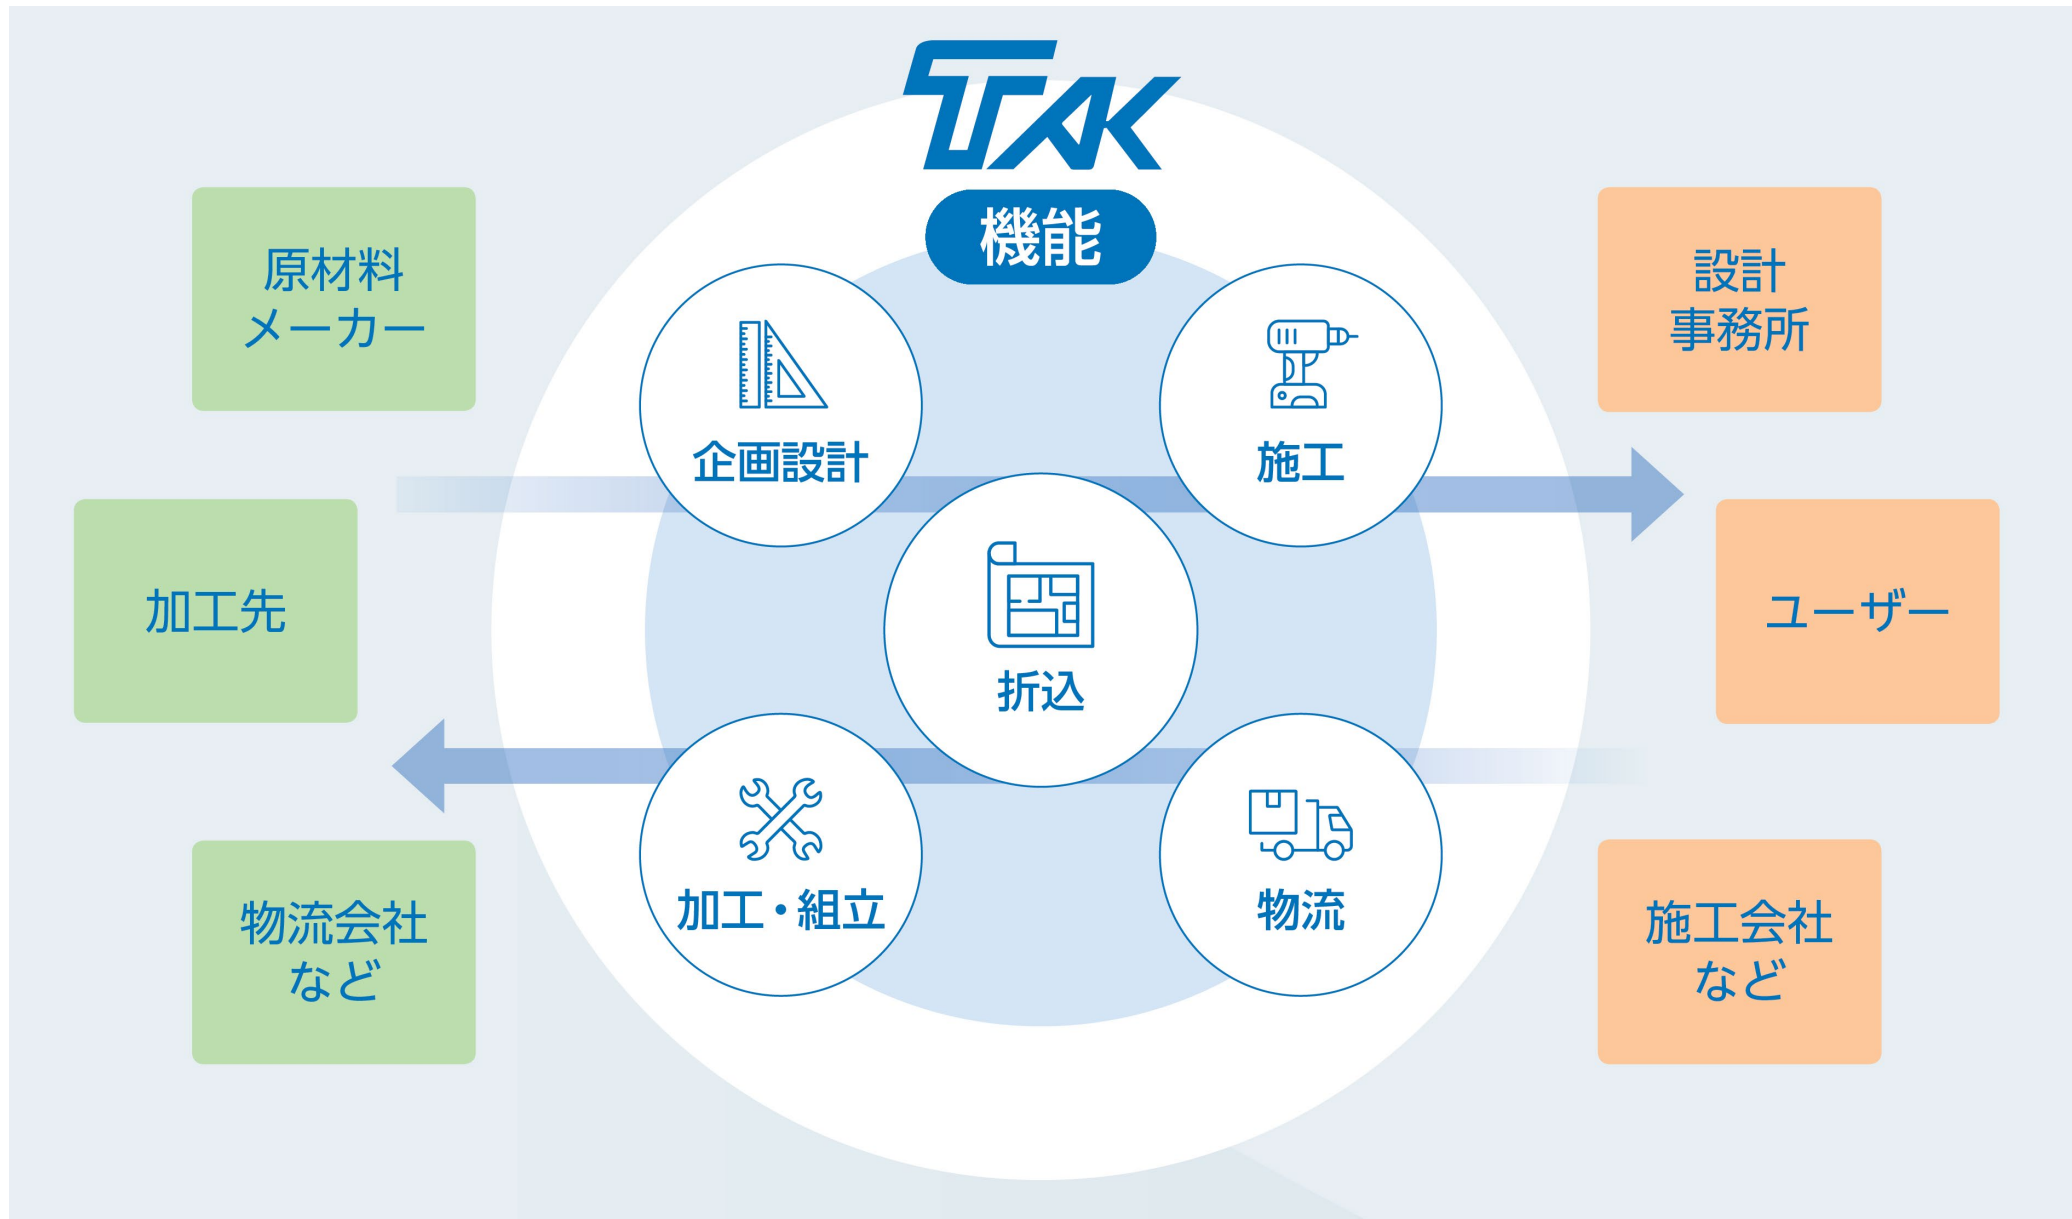 TAK
機能
原材料
メーカー
加工先
物流会社
など
企画設計
施工
折込
加工・組立
物流
設計
事務所
ユーザー
施工会社
など